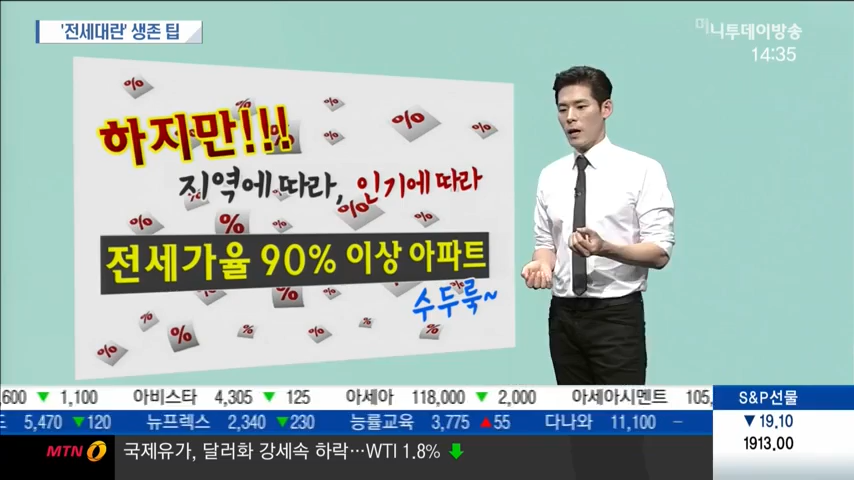 '전세대란' 생존 팁
머니투데이방송
14:35
하지만!!!
지역에 따라, 인기에 따라
전세가율 90% 이상 아파트
수두룩~
,600 ▼ 1,100 아비스타 4,305 ▼ 125 아세아 118,000 ▼ 2,000 아세아시멘트 105,
드 5,470 ▼120 뉴프렉스 2,340 ▼230 능률교육 3,775 ▲55 다나와 11,100 –
S&P선물
▼19.10
1913.00
MTN
국제유가, 달러화 강세속 하락…WTI 1.8% ↓